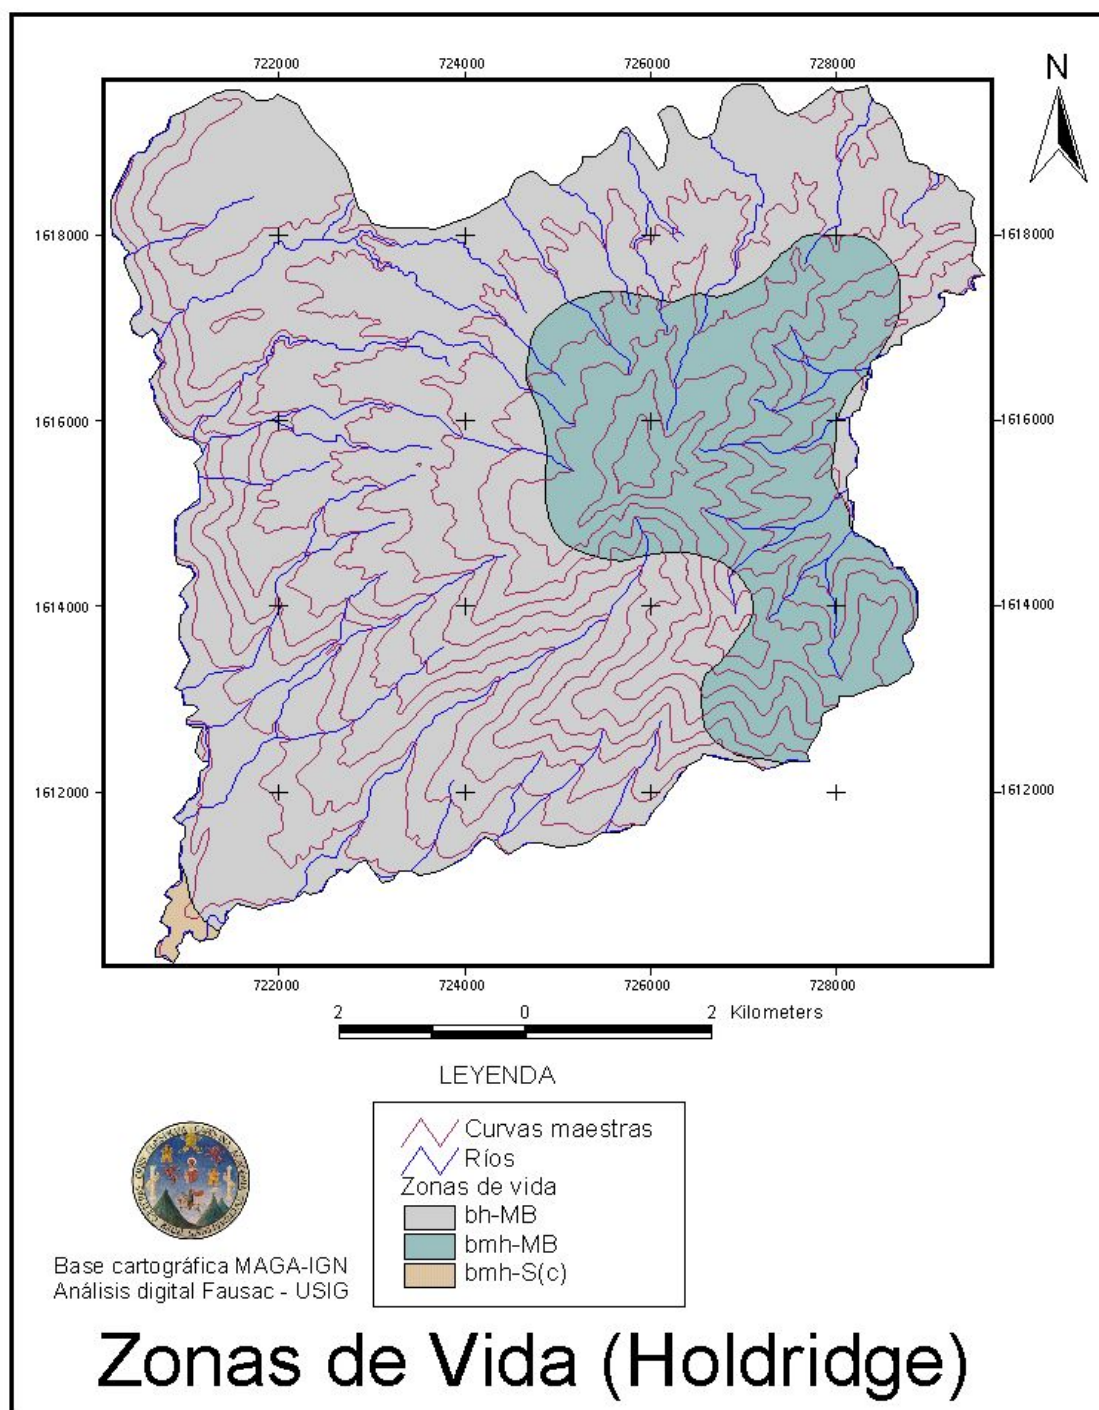 N
722000 724000 726000 728000
1618000 1618000
1616000 1616000
1614000 1614000
1612000 1612000
722000 724000 726000 728000
2 0 2 Kilometers
LEYENDA
Curvas maestras
Ríos
Zonas de vida
bh-MB
bmh-MB
bmh-S(c)
Base cartográfica MAGA-IGN
Análisis digital Fausac - USIG
Zonas de Vida (Holdridge)